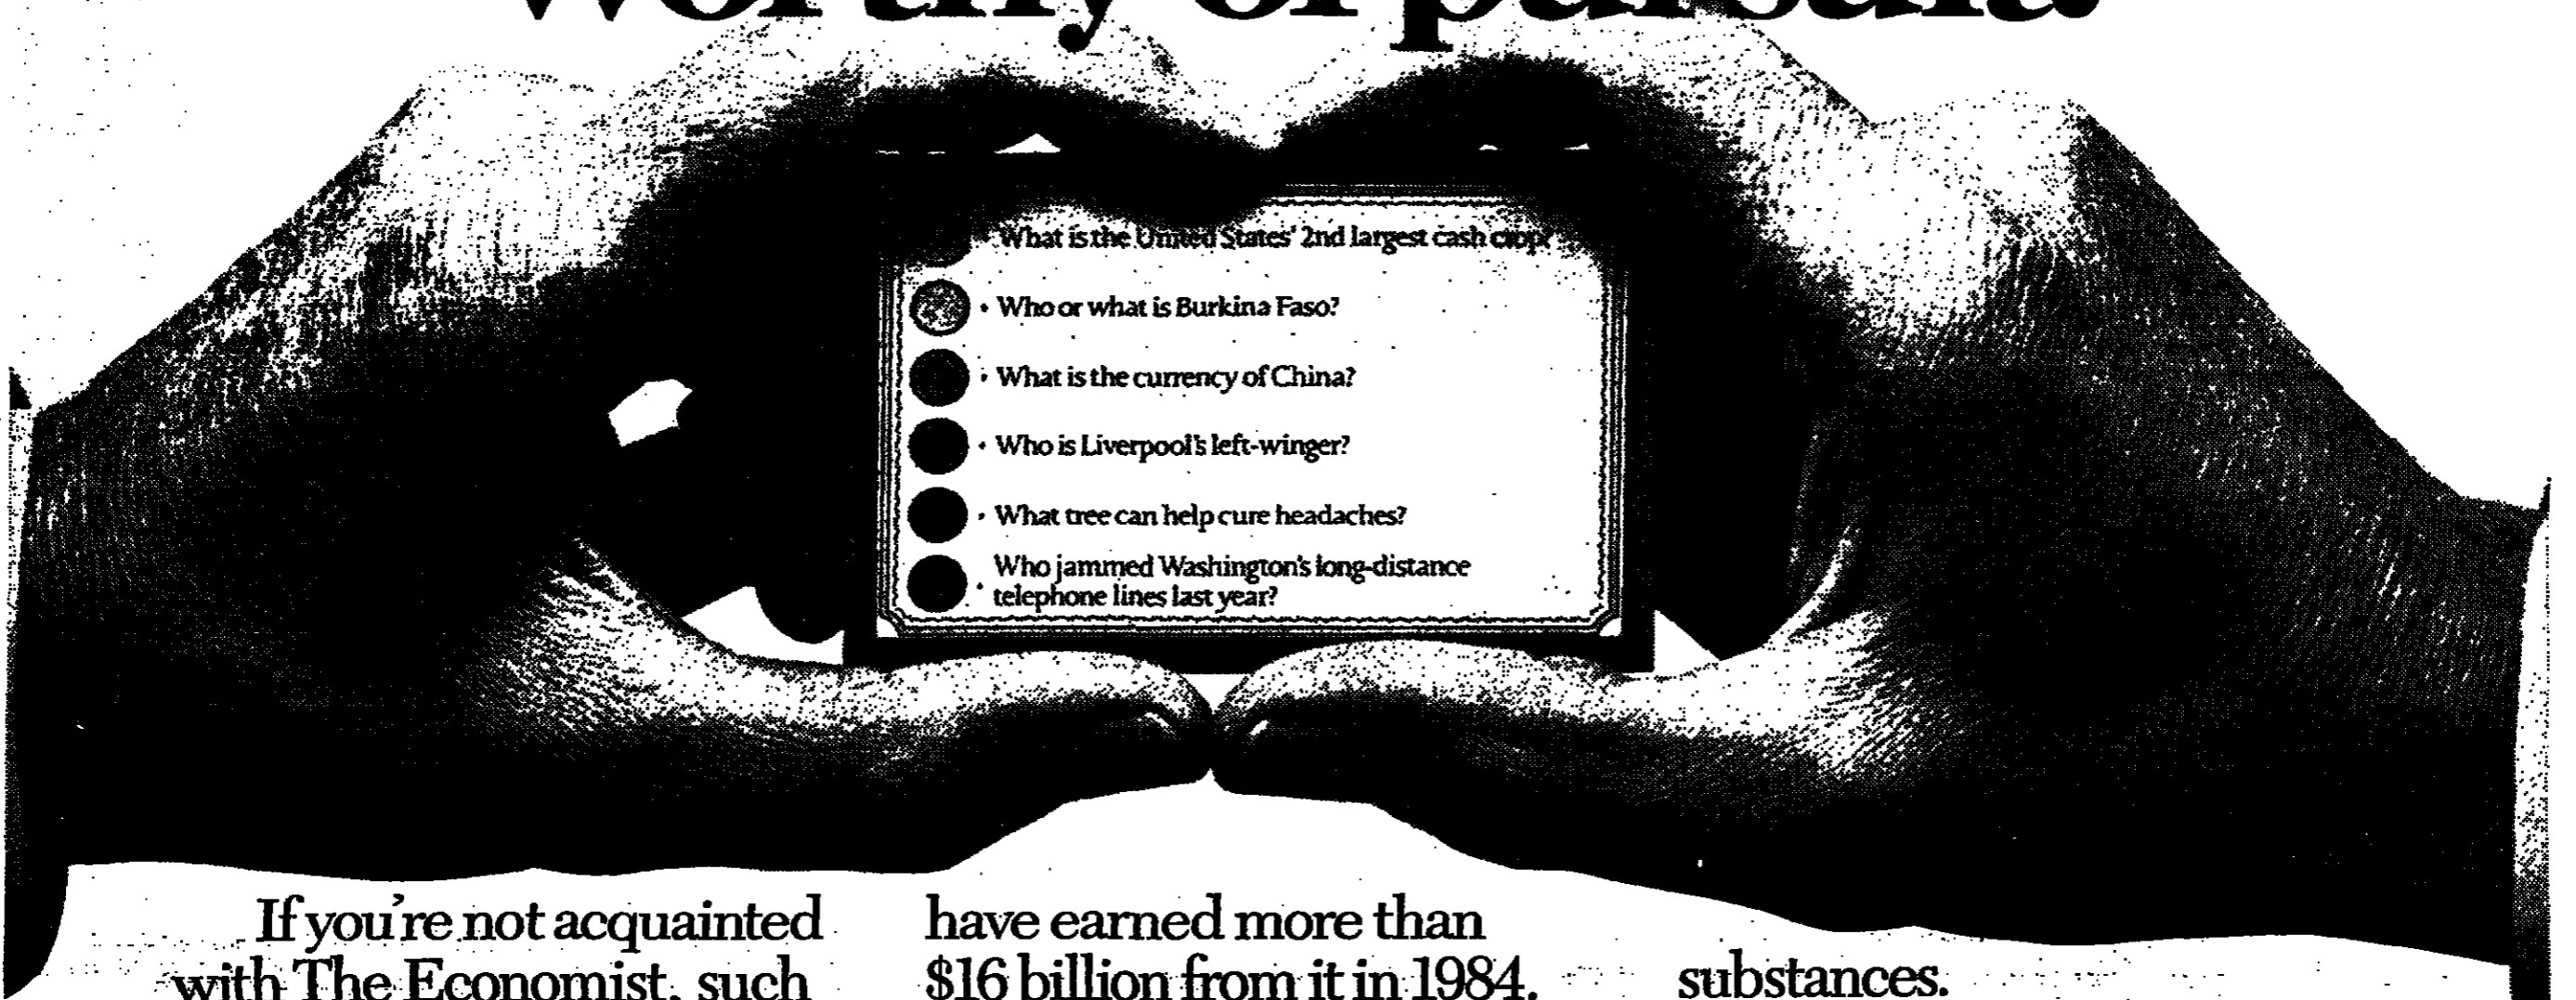 worthy of pursuit.
What is the United States' 2nd largest cash crop?
Who or what is Burkina Faso?
What is the currency of China?
Who is Liverpool's left-winger?
What tree can help cure headaches?
Who jammed Washington's long-distance
telephone lines last year?
If you're not acquainted
with The Economist, such
have earned more than
$16 billion from it in 1984.
substances.